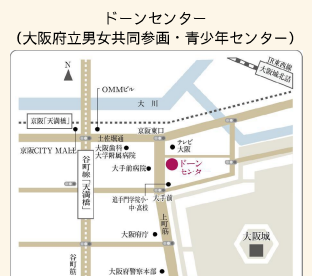 ドーンセンター
(大阪府立男女共同参画・青少年センター)
N
OMMビル
JR東西線
大阪城北詰
大川
京阪「天満橋」
土佐堀通
京阪東口
京阪CITY MALL
大阪歯科
大学附属病院
テレビ
大阪
谷町線「天満橋」
大手前病院
ドーン
センター
追手門学院小・
中・高校
大手前
上町筋
大阪府庁
大阪城
谷町筋
大阪府警察本部